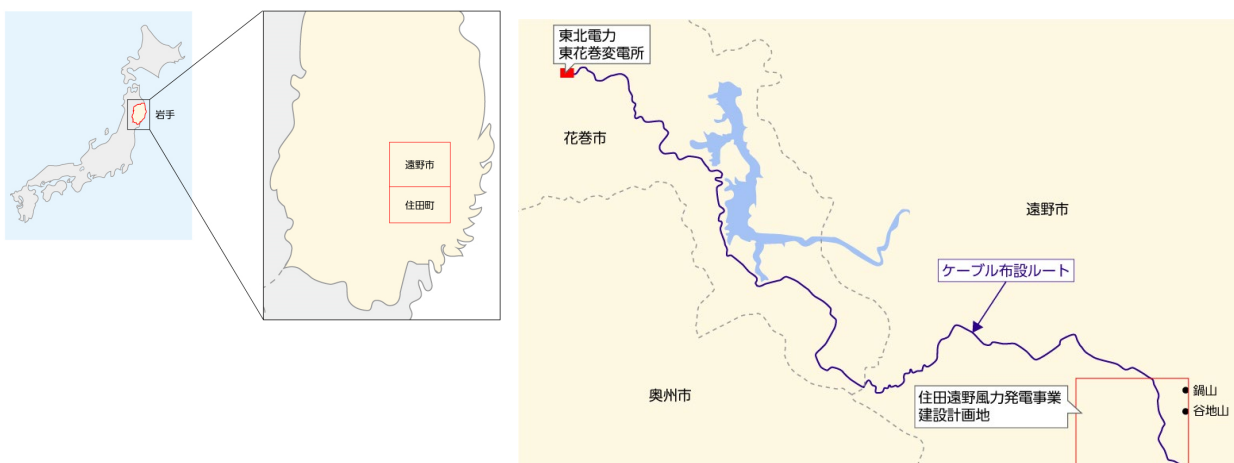 岩手
遠野市
住田町
東北電力
東花巻変電所
花巻市
遠野市
ケーブル布設ルート
奥州市
住田遠野風力発電事業
建設計画地
鍋山
谷地山